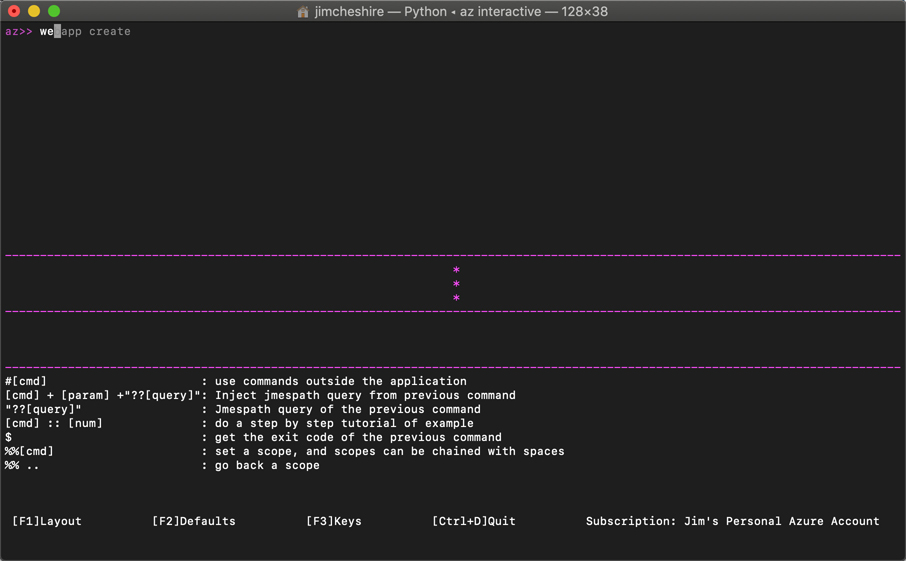 jimcheshire — Python ◂ az interactive — 128×38
az>> webapp create
*
*
*
#[cmd] : use commands outside the application
[cmd] + [param] +"??[query]": Inject jmespath query from previous command
"??[query]" : Jmespath query of the previous command
[cmd] :: [num] : do a step by step tutorial of example
$ : get the exit code of the previous command
%%[cmd] : set a scope, and scopes can be chained with spaces
%% .. : go back a scope
[F1]Layout [F2]Defaults [F3]Keys [Ctrl+D]Quit Subscription: Jim's Personal Azure Account